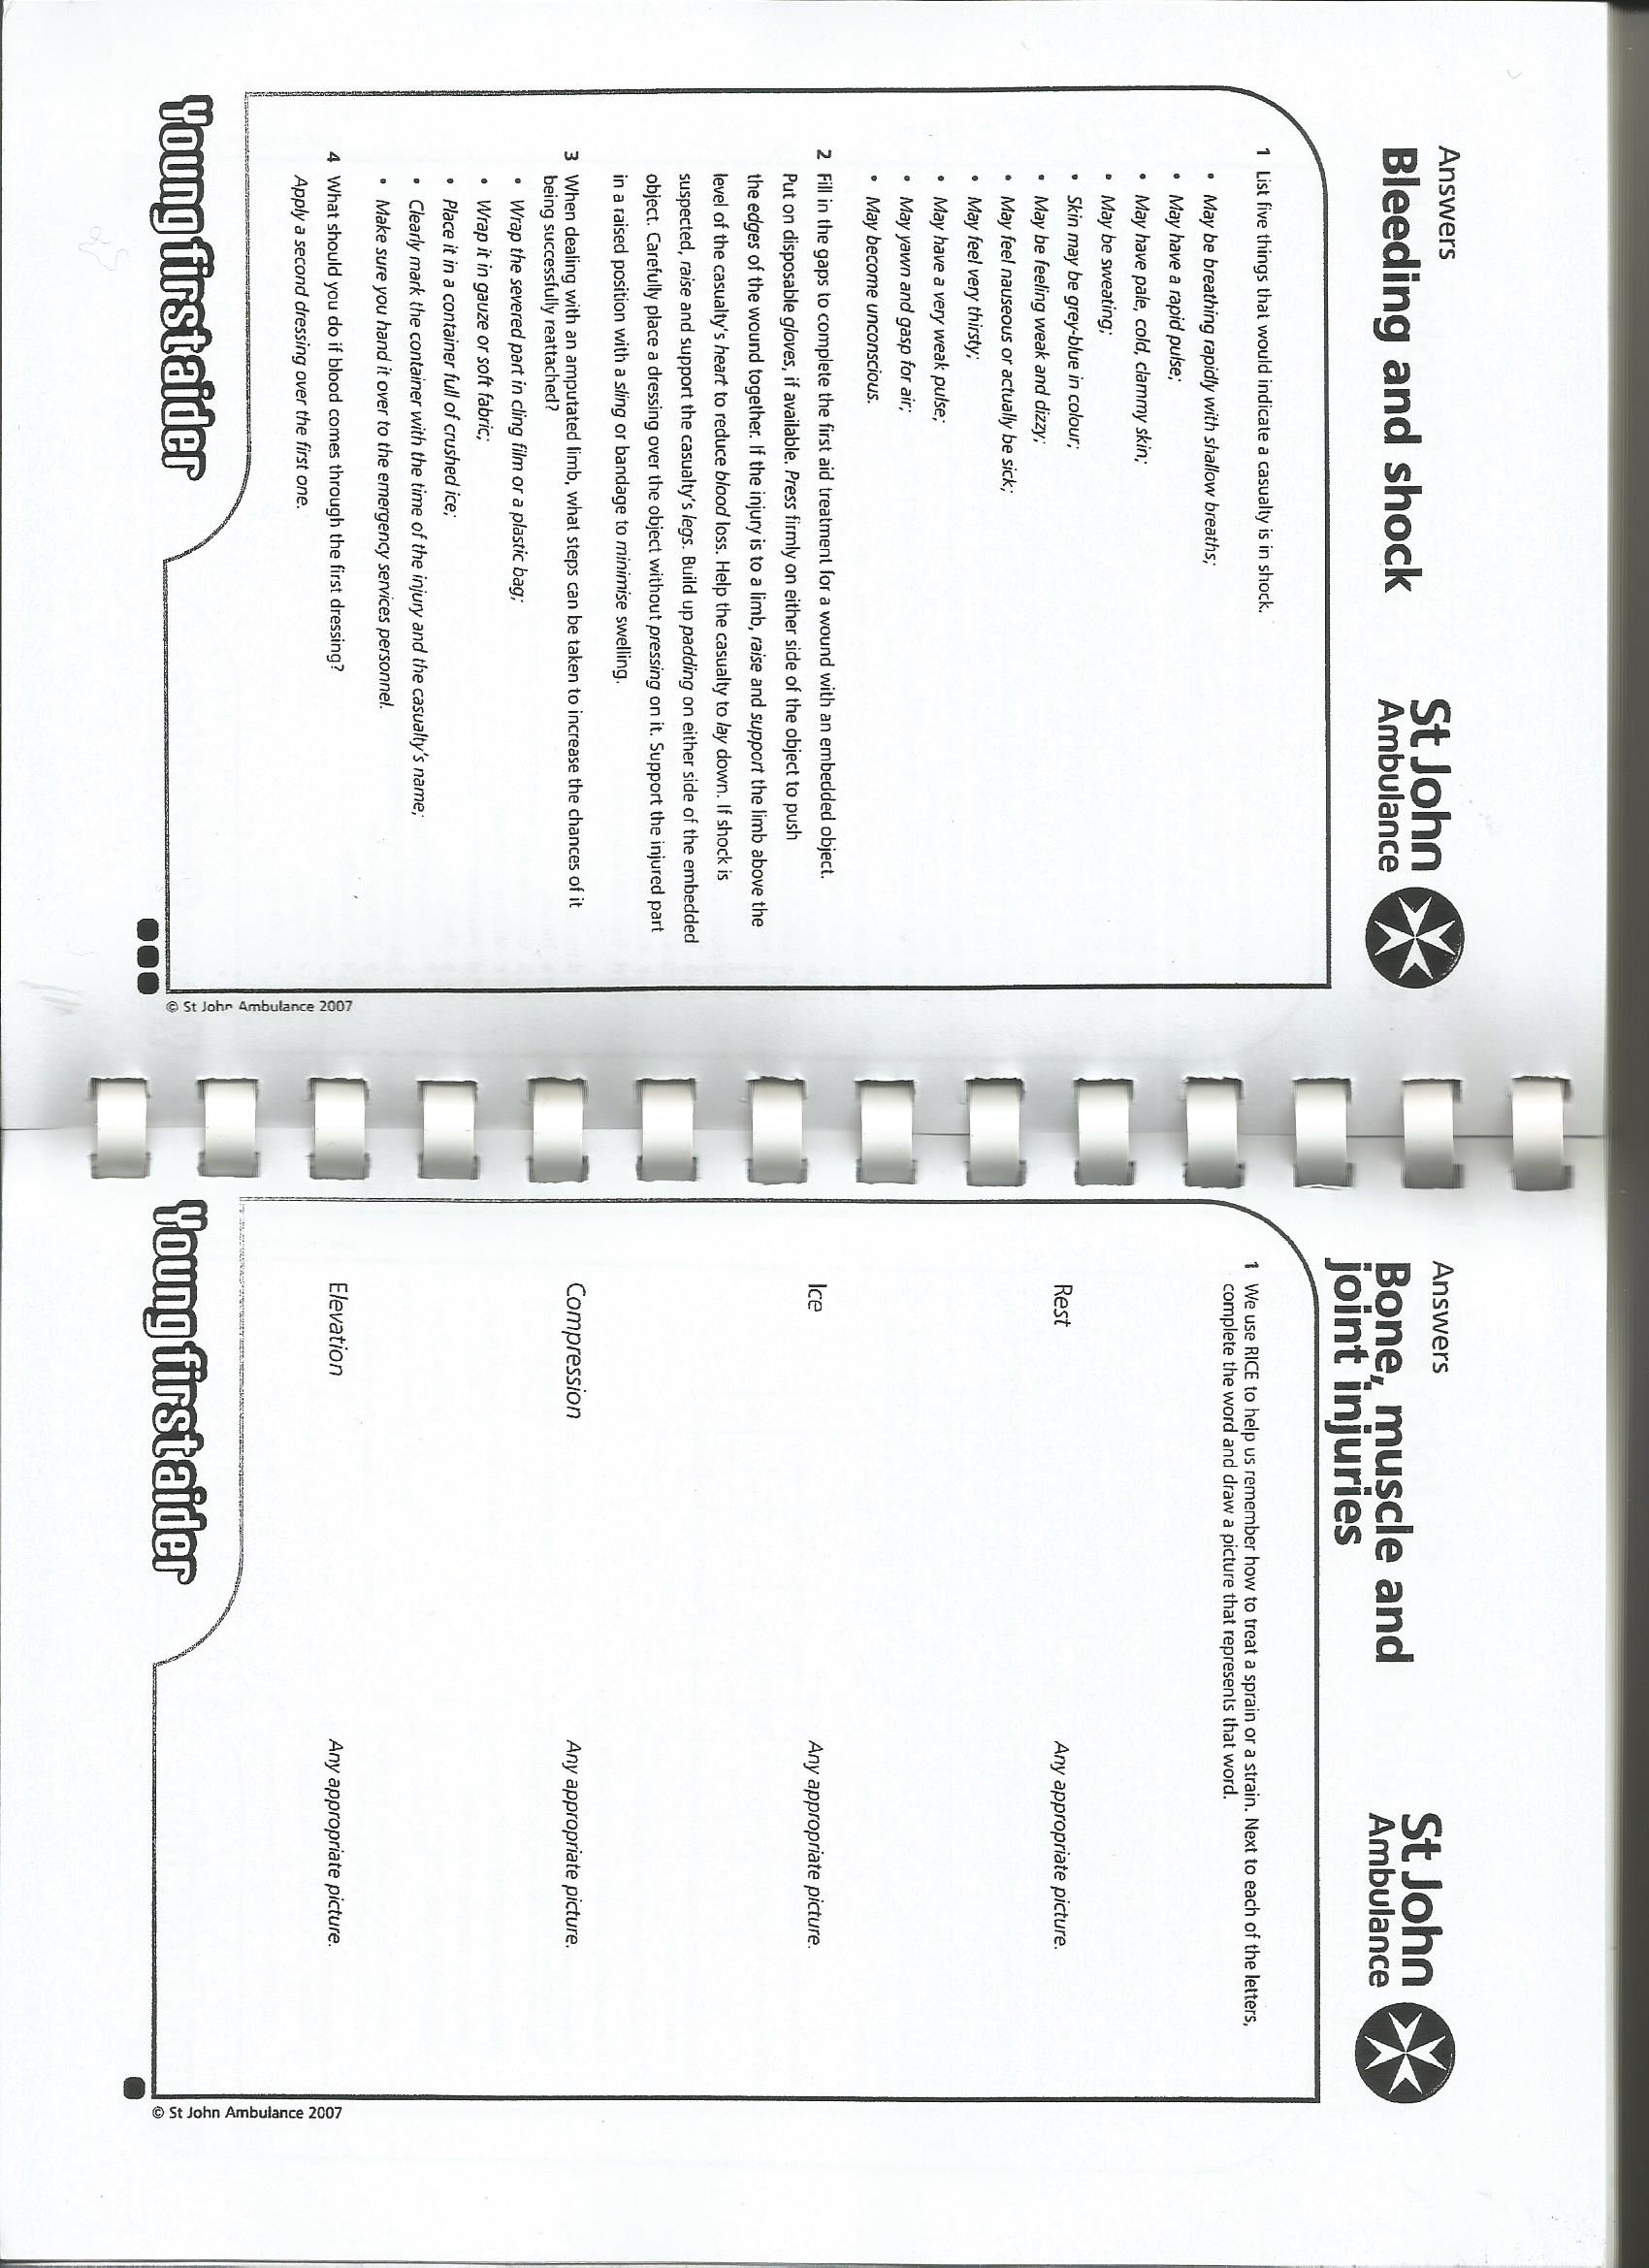 Answers
Bleeding and shock
St John
Ambulance
1 List five things that would indicate a casualty is in shock.
• May be breathing rapidly with shallow breaths;
• May have a rapid pulse;
• May have pale, cold, clammy skin;
• May be sweating;
• Skin may be grey-blue in colour;
• May be feeling weak and dizzy;
• May feel nauseous or actually be sick;
• May feel very thirsty;
• May have a very weak pulse;
• May yawn and gasp for air;
• May become unconscious.
2 Fill in the gaps to complete the first aid treatment for a wound with an embedded object.
Put on disposable gloves, if available. Press firmly on either side of the object to push
the edges of the wound together. If the injury is to a limb, raise and support the limb above the
level of the casualty's heart to reduce blood loss. Help the casualty to lay down. If shock is
suspected, raise and support the casualty's legs. Build up padding on either side of the embedded
object. Carefully place a dressing over the object without pressing on it. Support the injured part
in a raised position with a sling or bandage to minimise swelling.
3 When dealing with an amputated limb, what steps can be taken to increase the chances of it
being successfully reattached?
• Wrap the severed part in cling film or a plastic bag;
• Wrap it in gauze or soft fabric;
• Place it in a container full of crushed ice;
• Clearly mark the container with the time of the injury and the casualty's name;
• Make sure you hand it over to the emergency services personnel.
4 What should you do if blood comes through the first dressing?
Apply a second dressing over the first one.
Young first aider
© St John Ambulance 2007
Answers
Bone, muscle and
joint injuries
St John
Ambulance
1 We use RICE to help us remember how to treat a sprain or a strain. Next to each of the letters,
complete the word and draw a picture that represents that word.
Rest Any appropriate picture.
Ice Any appropriate picture.
Compression Any appropriate picture.
Elevation Any appropriate picture.
Young first aider
© St John Ambulance 2007